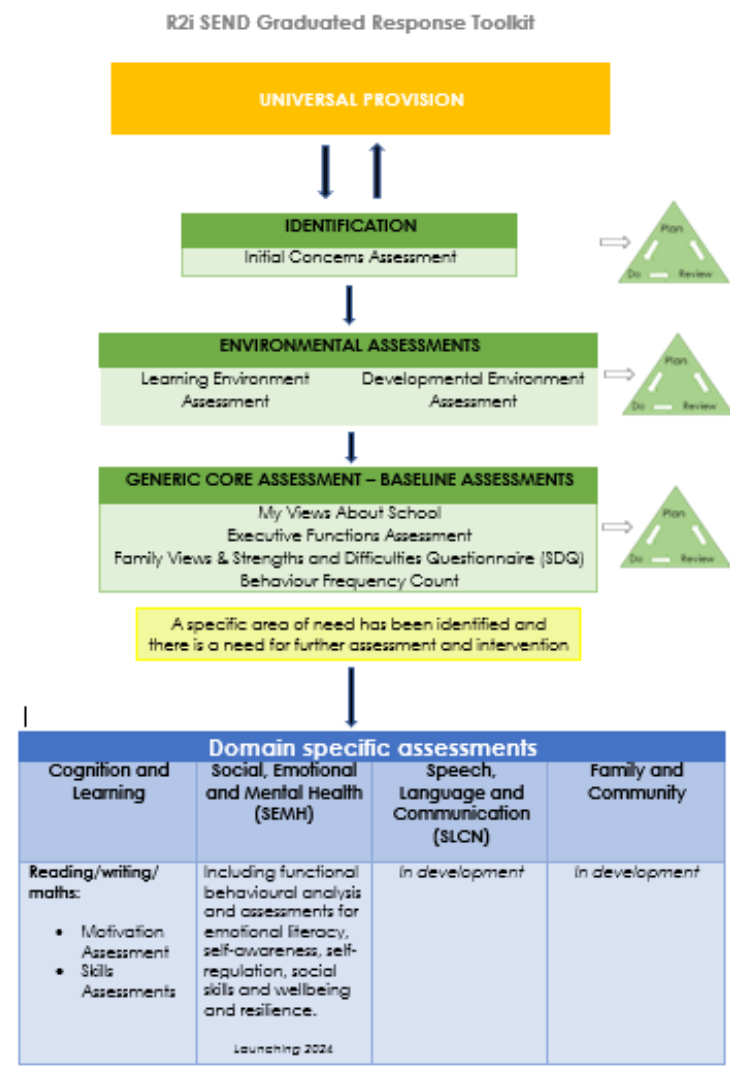 R2i SEND Graduated Response Toolkit
UNIVERSAL PROVISION
IDENTIFICATION
Initial Concerns Assessment
Plan
Do
Review
ENVIRONMENTAL ASSESSMENTS
Learning Environment
Assessment
Developmental Environment
Assessment
Plan
Do
Review
GENERIC CORE ASSESSMENT – BASELINE ASSESSMENTS
My Views About School
Executive Functions Assessment
Family Views & Strengths and Difficulties Questionnaire (SDQ)
Behaviour Frequency Count
Plan
Do
Review
A specific area of need has been identified and
there is a need for further assessment and intervention
Domain specific assessments
Cognition and
Learning
Social, Emotional
and Mental Health
(SEMH)
Speech,
Language and
Communication
(SLCN)
Family and
Community
Reading/writing/
maths:
• Motivation
Assessment
• Skills
Assessments
Including functional
behavioural analysis
and assessments for
emotional literacy,
self-awareness, self-
regulation, social
skills and wellbeing
and resilience.
Launching 2024
In development
In development